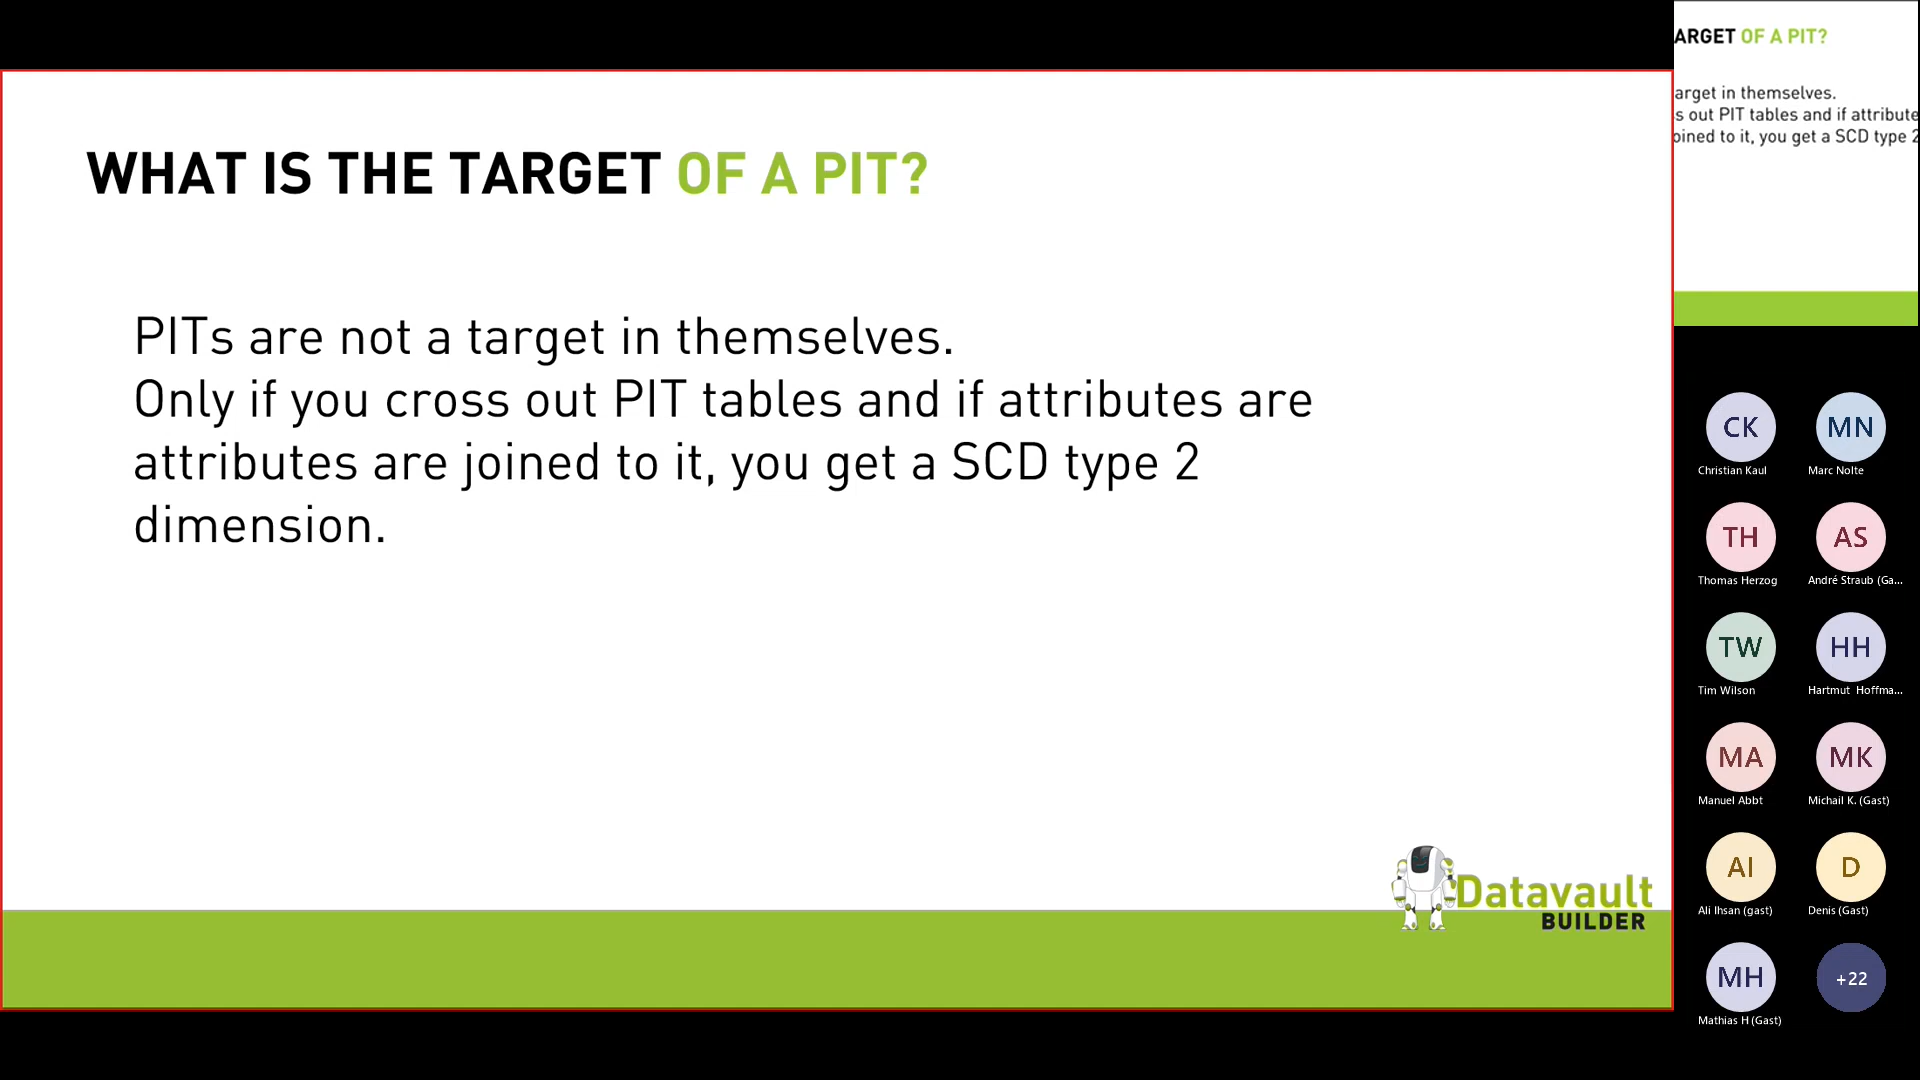 WHAT IS THE TARGET OF A PIT?
PITs are not a target in themselves.
Only if you cross out PIT tables and if attributes are
attributes are joined to it, you get a SCD type 2
dimension.
Datavault
BUILDER
ARGET OF A PIT?
arget in themselves.
s out PIT tables and if attribute
oined to it, you get a SCD type 2
CK
Christian Kaul
MN
Marc Nolte
TH
Thomas Herzog
AS
André Straub (Ga...
TW
Tim Wilson
HH
Hartmut Hoffma...
MA
Manuel Abbt
MK
Michail K. (Gast)
AI
Ali Ihsan (gast)
D
Denis (Gast)
MH
Mathias H (Gast)
+22